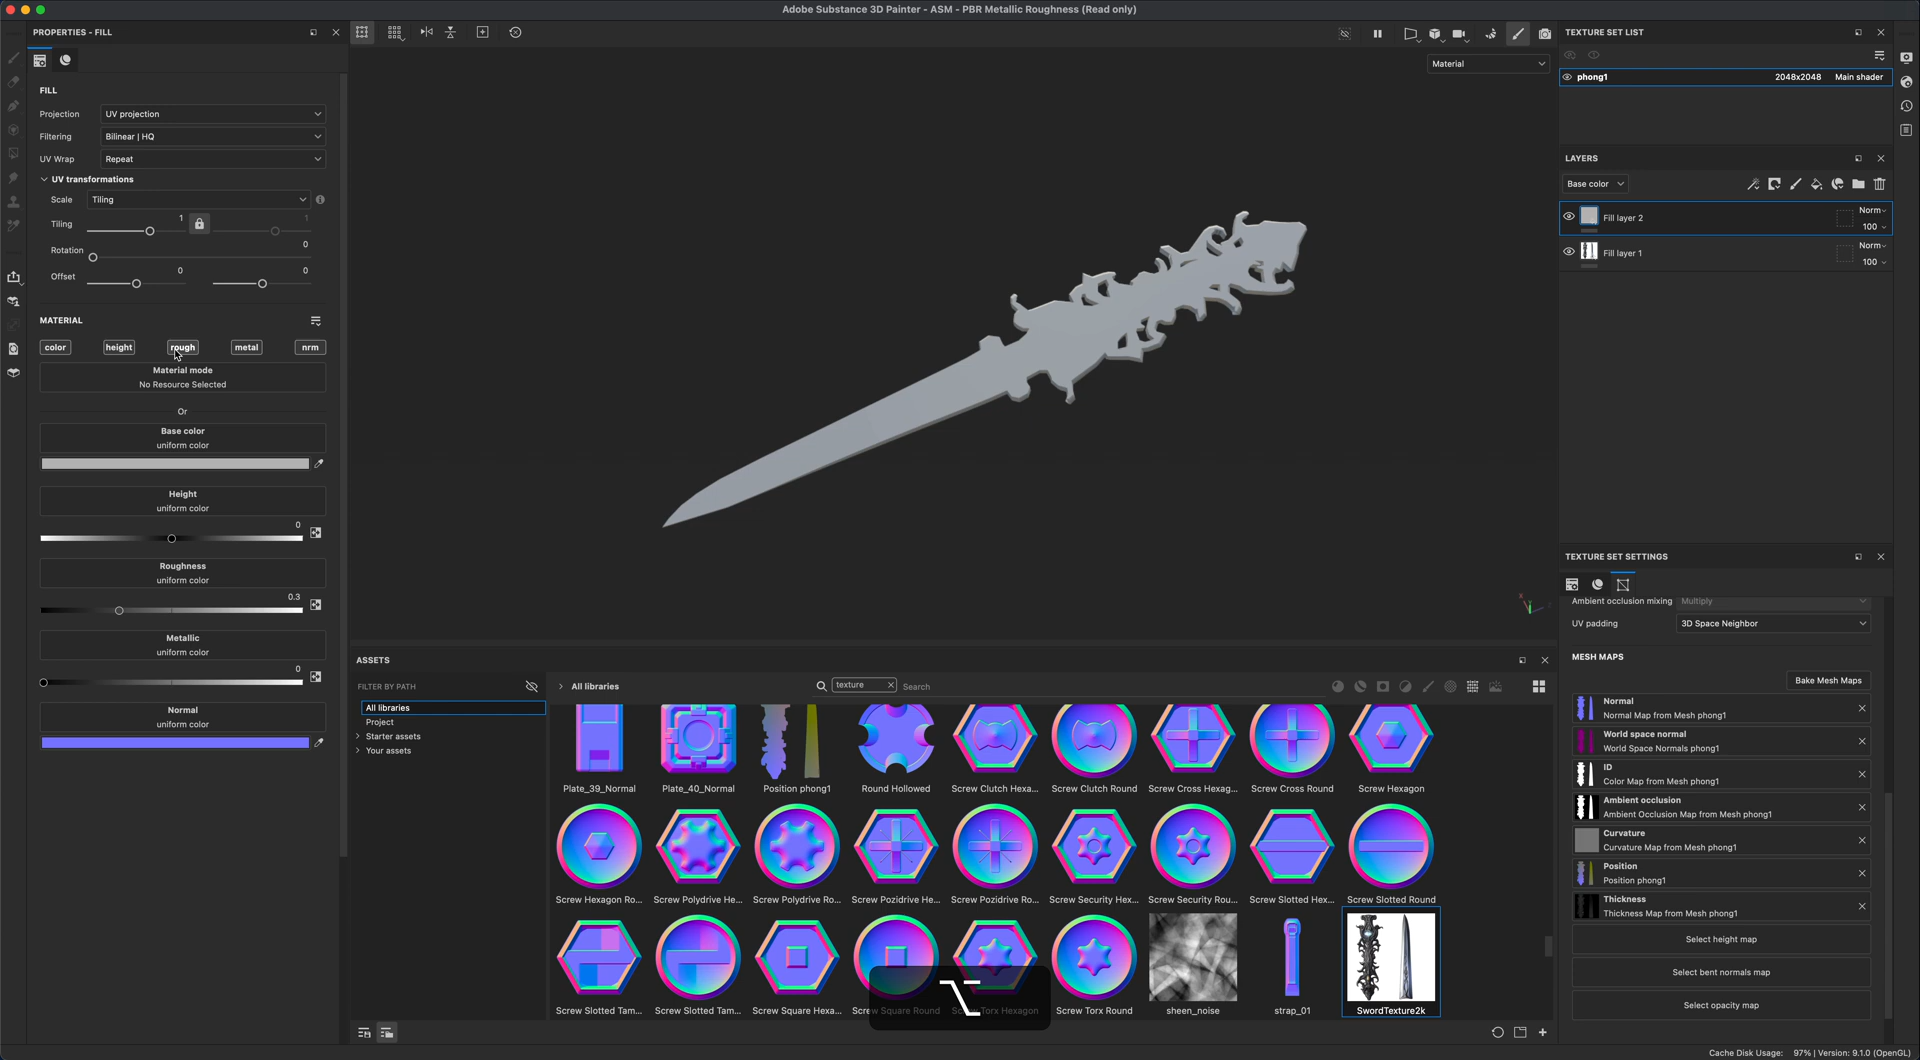 Adobe Substance 3D Painter - ASM - PBR Metallic Roughness (Read only)
PROPERTIES - FILL
FILL
Projection
UV projection
Filtering
Bilinear | HQ
UV Wrap
Repeat
UV transformations
Scale
Tiling
Tiling
1
1
Rotation
0
Offset
0
0
MATERIAL
color
height
rough
metal
nrm
Material mode
No Resource Selected
Or
Base color
uniform color
Height
uniform color
0
Roughness
uniform color
0.3
Metallic
uniform color
0
Normal
uniform color
Material
ASSETS
FILTER BY PATH
All libraries
Project
Starter assets
Your assets
All libraries
texture
Search
Plate_39_Normal
Plate_40_Normal
Position phong1
Round Hollowed
Screw Clutch Hexa...
Screw Clutch Round
Screw Cross Hexag...
Screw Cross Round
Screw Hexagon
Screw Hexagon Ro...
Screw Polydrive He...
Screw Polydrive Ro...
Screw Pozidrive He...
Screw Pozidrive Ro...
Screw Security Hex...
Screw Security Rou...
Screw Slotted Hex...
Screw Slotted Round
Screw Slotted Tam...
Screw Slotted Tam...
Screw Square Hexa...
Screw Square Round
Screw Torx Hexagon
Screw Torx Round
sheen_noise
strap_01
SwordTexture2k
TEXTURE SET LIST
phong1
2048x2048
Main shader
LAYERS
Base color
Fill layer 2
Norm
100
Fill layer 1
Norm
100
TEXTURE SET SETTINGS
Ambient occlusion mixing
Multiply
UV padding
3D Space Neighbor
MESH MAPS
Bake Mesh Maps
Normal
Normal Map from Mesh phong1
World space normal
World Space Normals phong1
ID
Color Map from Mesh phong1
Ambient occlusion
Ambient Occlusion Map from Mesh phong1
Curvature
Curvature Map from Mesh phong1
Position
Position phong1
Thickness
Thickness Map from Mesh phong1
Select height map
Select bent normals map
Select opacity map
Cache Disk Usage: 97% | Version: 9.1.0 (OpenGL)